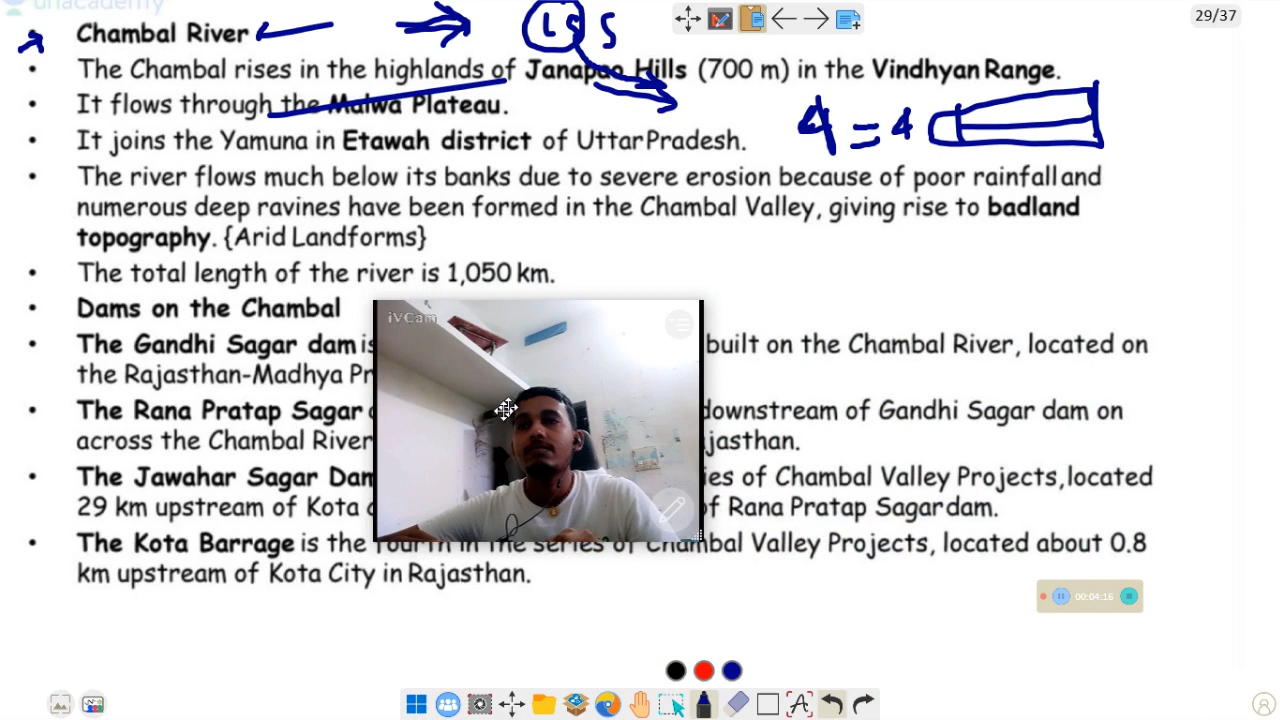 unacademy
29/37
Chambal River
LS S
• The Chambal rises in the highlands of Janapao Hills (700 m) in the Vindhyan Range.
• It flows through the Malwa Plateau.
4 = 4
• It joins the Yamuna in Etawah district of Uttar Pradesh.
• The river flows much below its banks due to severe erosion because of poor rainfall and
numerous deep ravines have been formed in the Chambal Valley, giving rise to badland
topography. {Arid Landforms}
• The total length of the river is 1,050 km.
• Dams on the Chambal
iVCam
• The Gandhi Sagar dam is built on the Chambal River, located on
the Rajasthan-Madhya Pr
• The Rana Pratap Sagar downstream of Gandhi Sagar dam on
across the Chambal River jasthan.
• The Jawahar Sagar Dam ies of Chambal Valley Projects, located
29 km upstream of Kota of Rana Pratap Sagar dam.
• The Kota Barrage is the fourth in the series of Chambal Valley Projects, located about 0.8
km upstream of Kota City in Rajasthan.
00:04:16